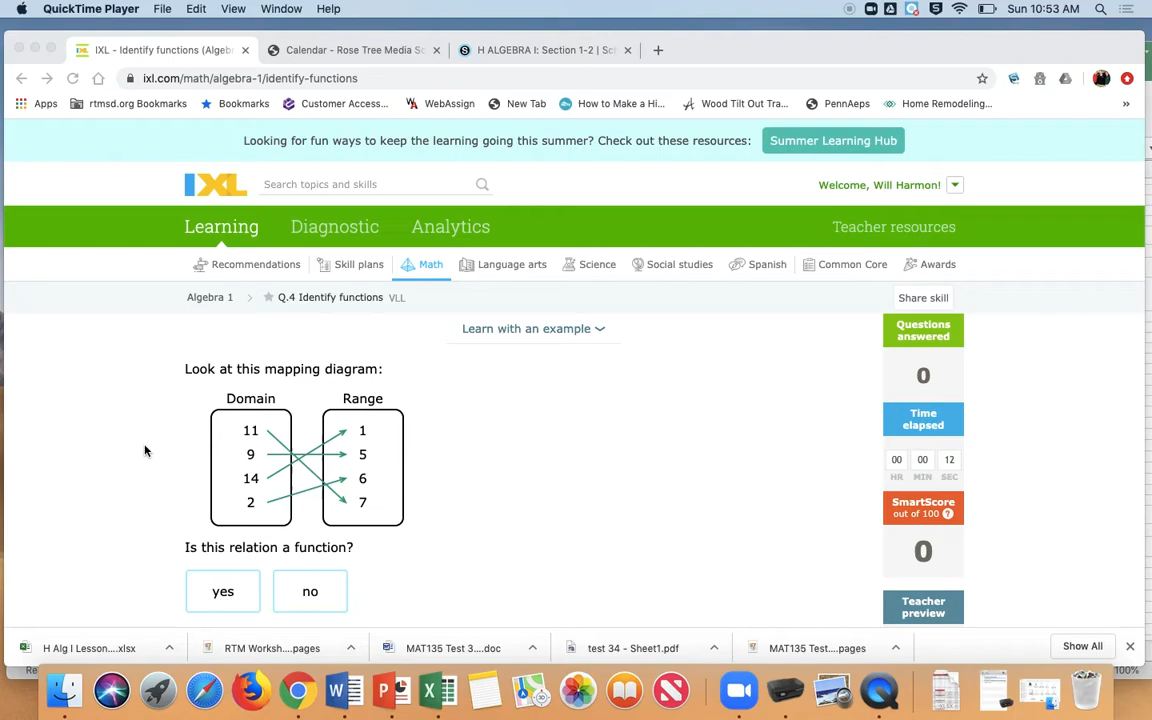 QuickTime Player File Edit View Window Help Sun 10:53 AM
IXL - Identify functions (Algebr Calendar - Rose Tree Media Sc H ALGEBRA I: Section 1-2 | Sc
ixl.com/math/algebra-1/identify-functions
Apps rtmsd.org Bookmarks Bookmarks Customer Access... WebAssign New Tab How to Make a Hi... Wood Tilt Out Tra... PennAeps Home Remodeling... »
Looking for fun ways to keep the learning going this summer? Check out these resources: Summer Learning Hub
IXL Search topics and skills Welcome, Will Harmon!
Learning Diagnostic Analytics Teacher resources
Recommendations Skill plans Math Language arts Science Social studies Spanish Common Core Awards
Algebra 1 > Q.4 Identify functions VLL Share skill
Learn with an example
Questions
answered
0
Time
elapsed
00 00 12
HR MIN SEC
SmartScore
out of 100 ?
0
Teacher
preview
Look at this mapping diagram:
Domain Range
11 1
9 5
14 6
2 7
Is this relation a function?
yes no
H Alg I Lesson....xlsx RTM Worksh....pages MAT135 Test 3....doc test 34 - Sheet1.pdf MAT135 Test....pages Show All
100%